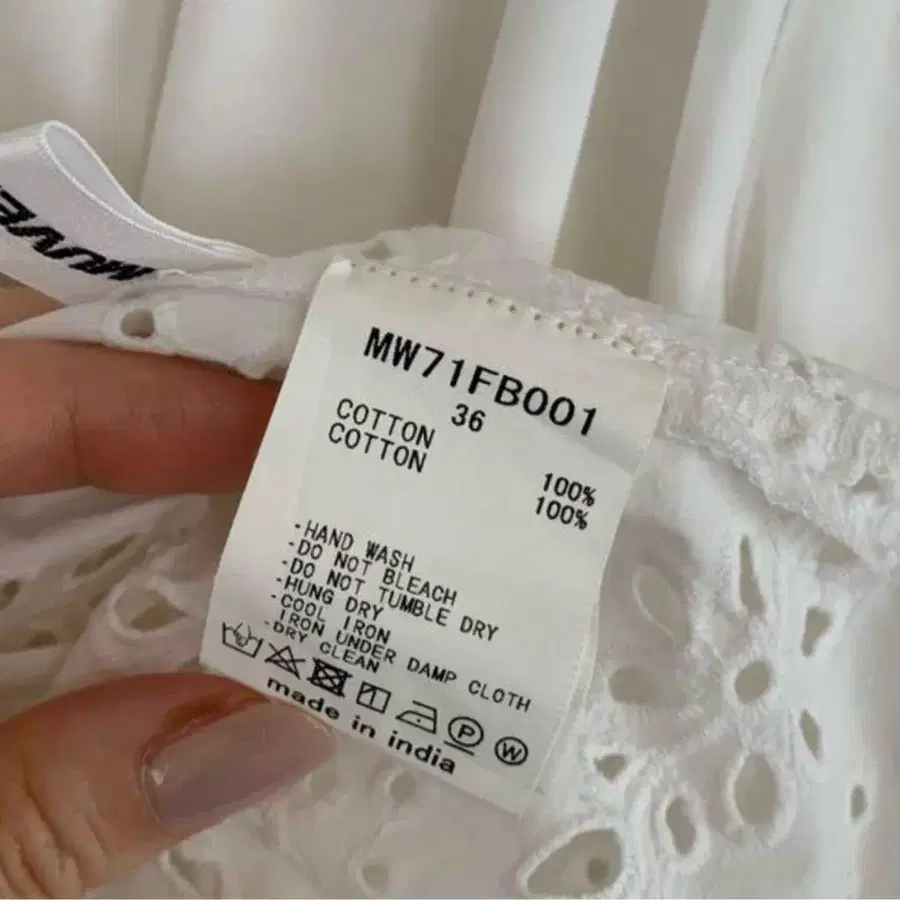 MUVE
MW71FB001
36
COTTON 100%
COTTON 100%
-HAND WASH
-DO NOT BLEACH
-DO NOT TUMBLE DRY
-HUNG DRY
-COOL IRON
IRON UNDER DAMP CLOTH
-DRY CLEAN
P W
made in india